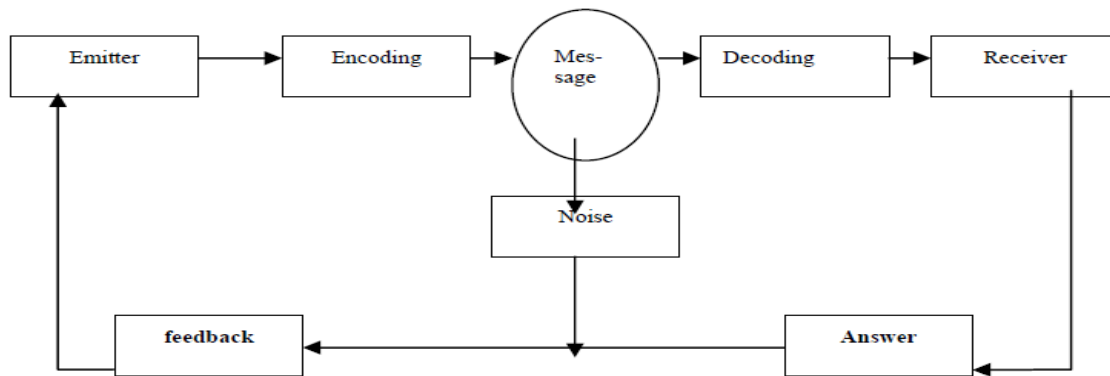 Emitter
Encoding
Mes-
sage
Decoding
Receiver
Noise
feedback
Answer